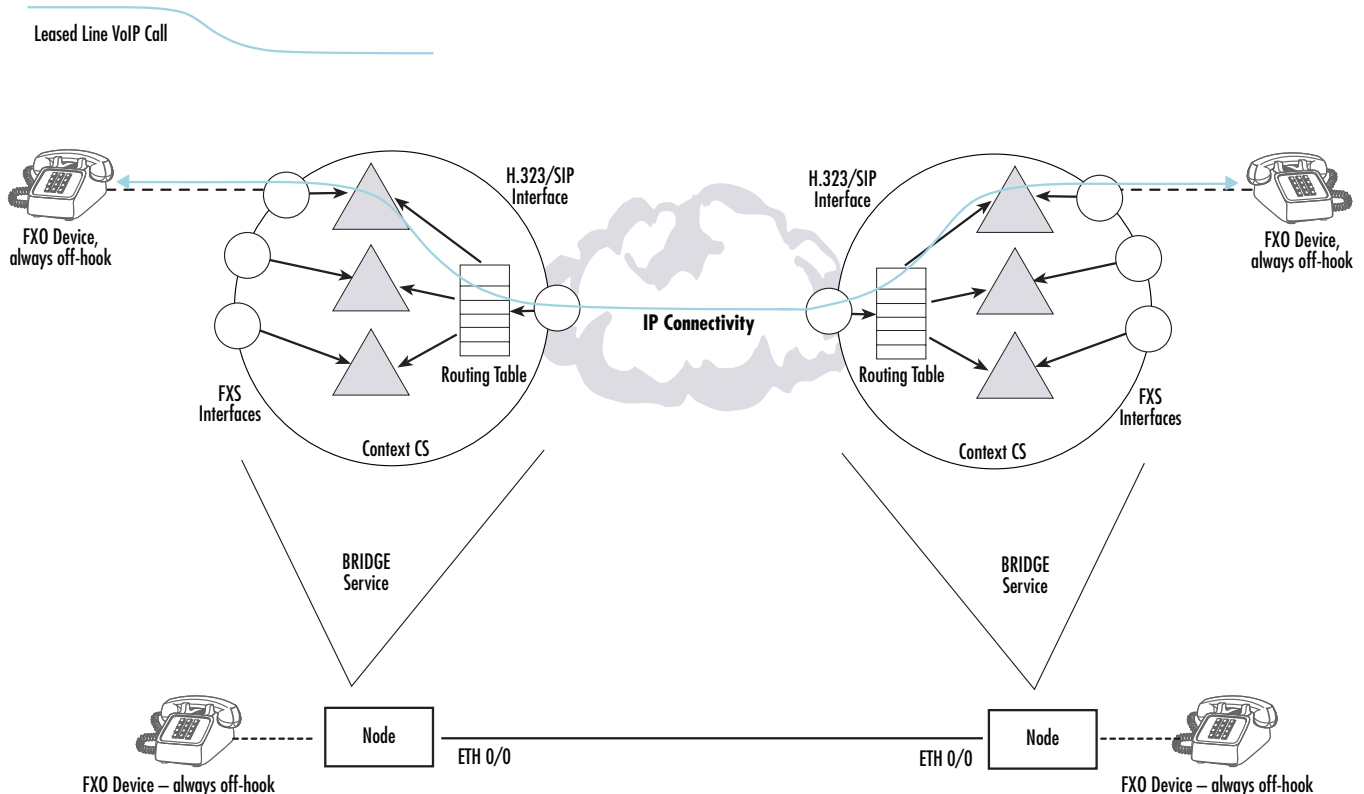 Leased Line VoIP Call
H.323/SIP
Interface
H.323/SIP
Interface
FXO Device,
always off-hook
FXO Device,
always off-hook
IP Connectivity
Routing Table
Routing Table
FXS
Interfaces
FXS
Interfaces
Context CS
Context CS
BRIDGE
Service
BRIDGE
Service
Node
Node
ETH 0/0
ETH 0/0
FXO Device – always off-hook
FXO Device – always off-hook